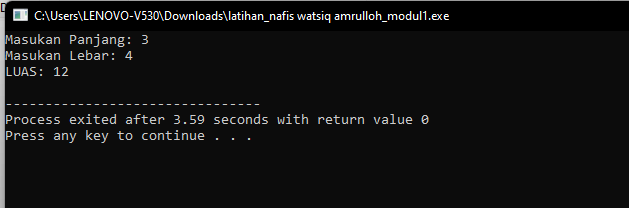 C:\Users\LENOVO-V530\Downloads\latihan_nafis watsiq amrulloh_modul1.exe
Masukan Panjang: 3
Masukan Lebar: 4
LUAS: 12
--------------------------------
Process exited after 3.59 seconds with return value 0
Press any key to continue . . .